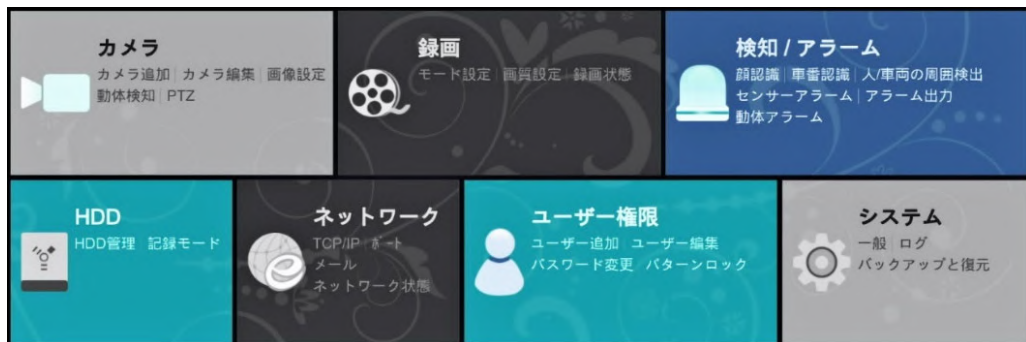 カメラ
カメラ追加 | カメラ編集 | 画像設定
動体検知 | PTZ
録画
モード設定 | 画質設定 | 録画状態
検知 / アラーム
顔認識 | 車番認識 | 人/車両の周囲検出
センサーアラーム | アラーム出力
動体アラーム
HDD
HDD管理 記録モード
ネットワーク
TCP/IP | ポート
メール
ネットワーク状態
ユーザー権限
ユーザー追加 ユーザー編集
パスワード変更 パターンロック
システム
一般 | ログ
バックアップと復元